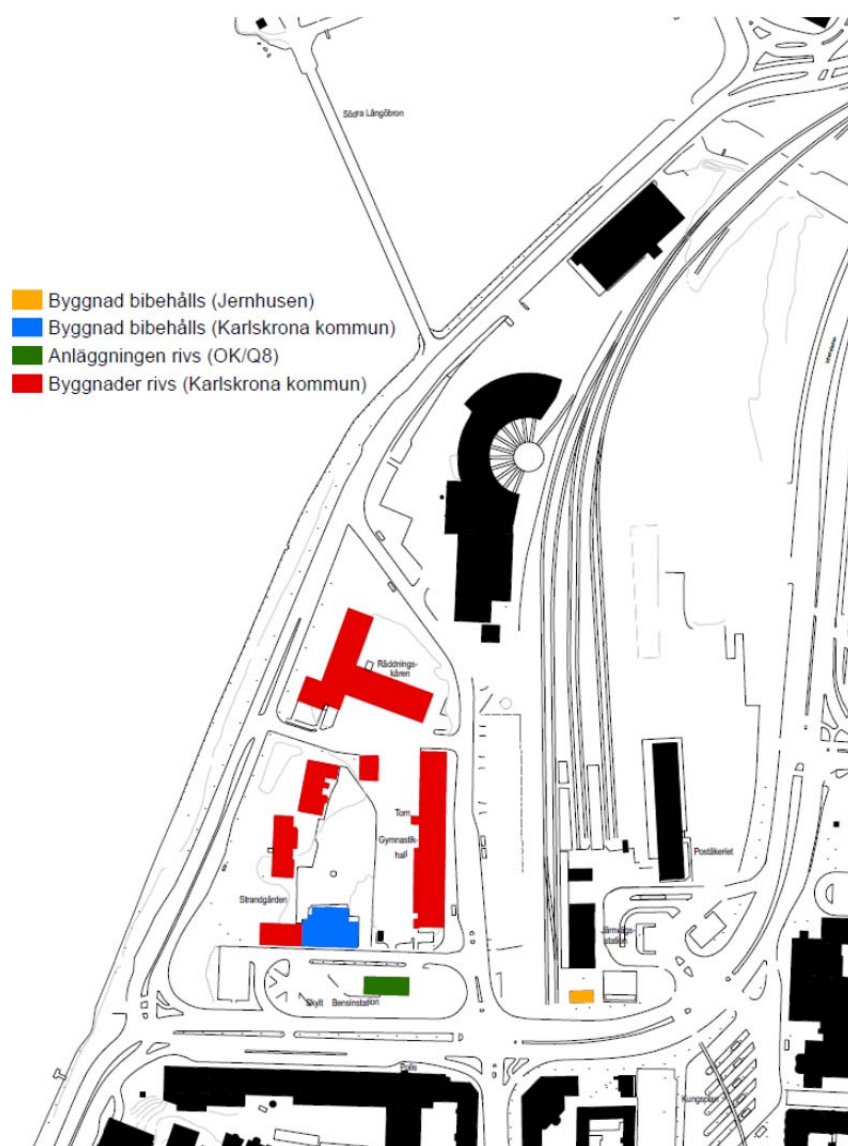 Södra Långöbron
Byggnad bibehålls (Jernhusen)
Byggnad bibehålls (Karlskrona kommun)
Anläggningen rivs (OK/Q8)
Byggnader rivs (Karlskrona kommun)
Räddnings-
kåren
Torn
Gymnastik-
hall
Poståkeriet
Strandgården
Järnvägs-
station
Skylt
Bensinstation
Polis
Kungsplan